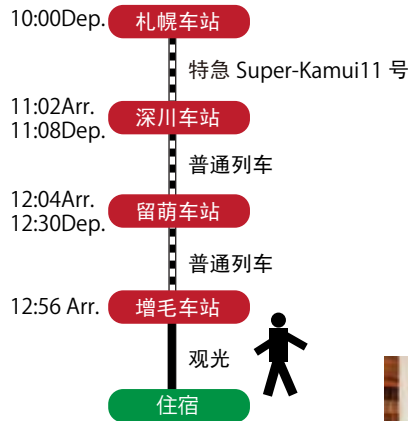 10:00Dep.
札幌车站
特急 Super-Kamui11 号
11:02Arr.
11:08Dep.
深川车站
普通列车
12:04Arr.
12:30Dep.
留萌车站
普通列车
12:56 Arr.
增毛车站
观光
住宿